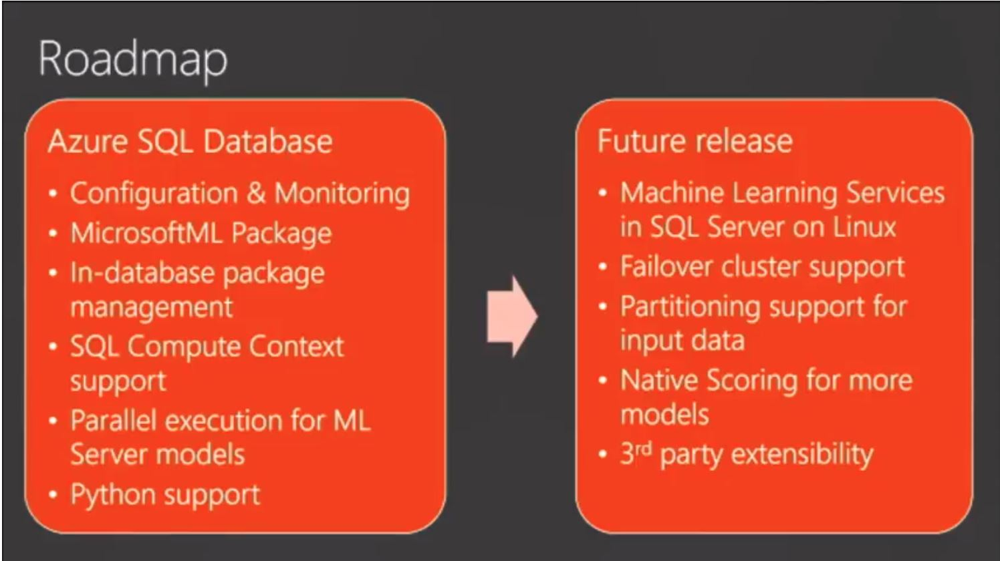 Roadmap
Azure SQL Database
• Configuration & Monitoring
• MicrosoftML Package
• In-database package
management
• SQL Compute Context
support
• Parallel execution for ML
Server models
• Python support
Future release
• Machine Learning Services
in SQL Server on Linux
• Failover cluster support
• Partitioning support for
input data
• Native Scoring for more
models
• 3rd party extensibility